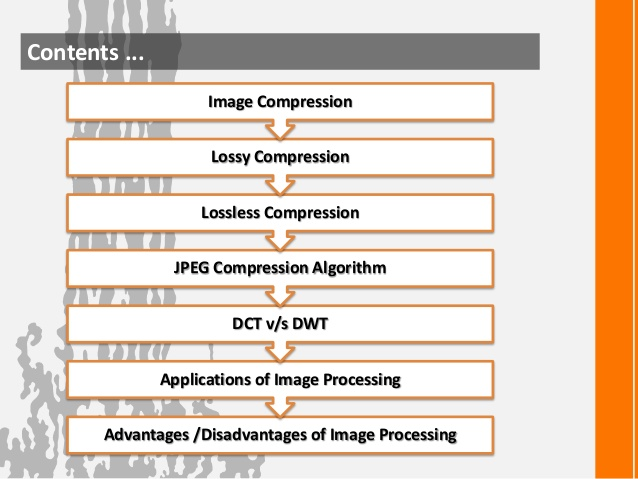 Contents ...
Image Compression
Lossy Compression
Lossless Compression
JPEG Compression Algorithm
DCT v/s DWT
Applications of Image Processing
Advantages /Disadvantages of Image Processing